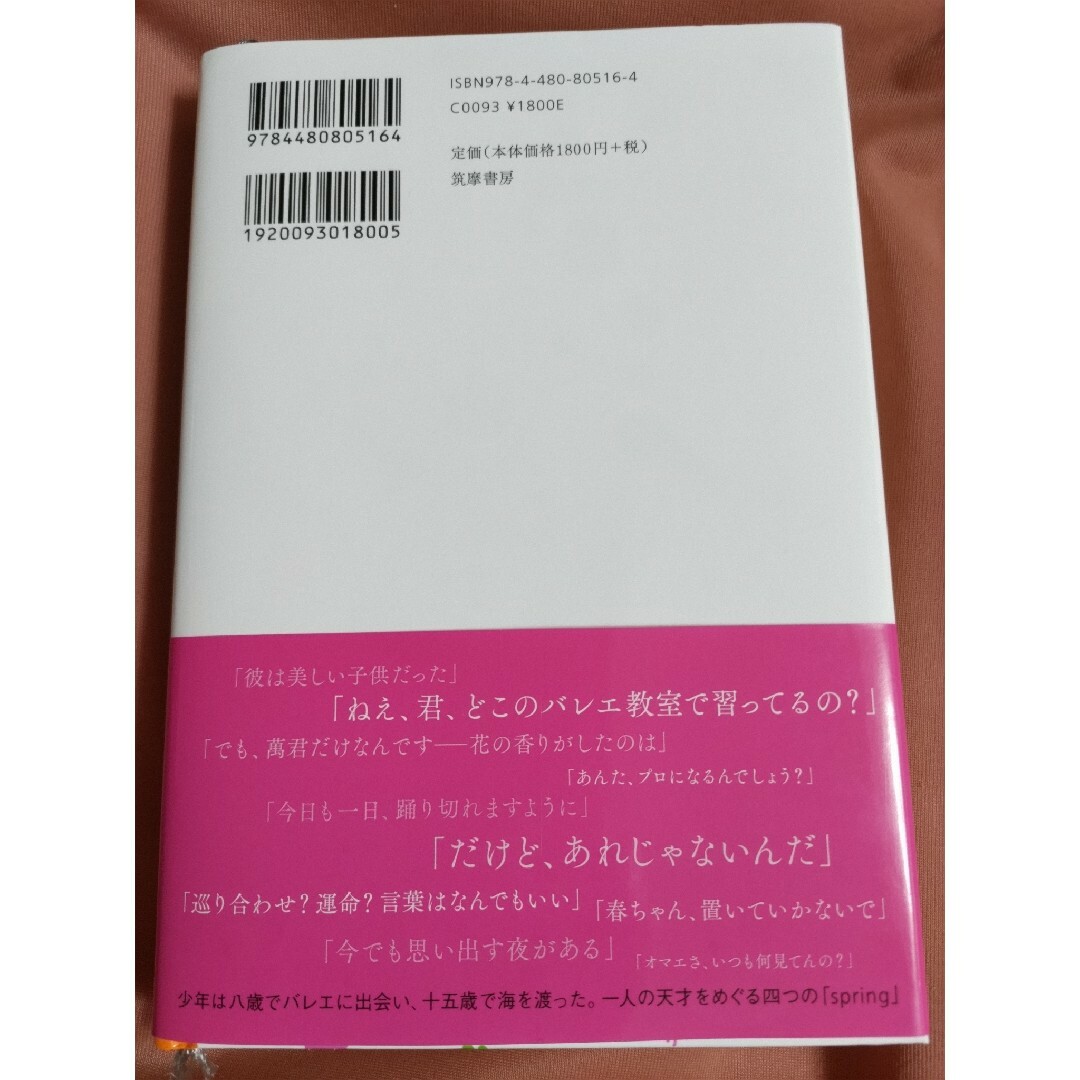 ISBN978-4-480-80516-4
C0093 ¥1800E
9784480805164
定価(本体価格1800円+税)
筑摩書房
1920093018005
「彼は美しい子供だった」
「ねえ、君、どこのバレエ教室で習ってるの?」
「でも、萬君だけなんです——花の香りがしたのは」
「あんた、プロになるんでしょう?」
「今日も一日、踊り切れますように」
「だけど、あれじゃないんだ」
「巡り合わせ?運命?言葉はなんでもいい」
「春ちゃん、置いていかないで」
「今でも思い出す夜がある」
「オマエさ、いつも何見てんの?」
少年は八歳でバレエに出会い、十五歳で海を渡った。一人の天才をめぐる四つの「spring」